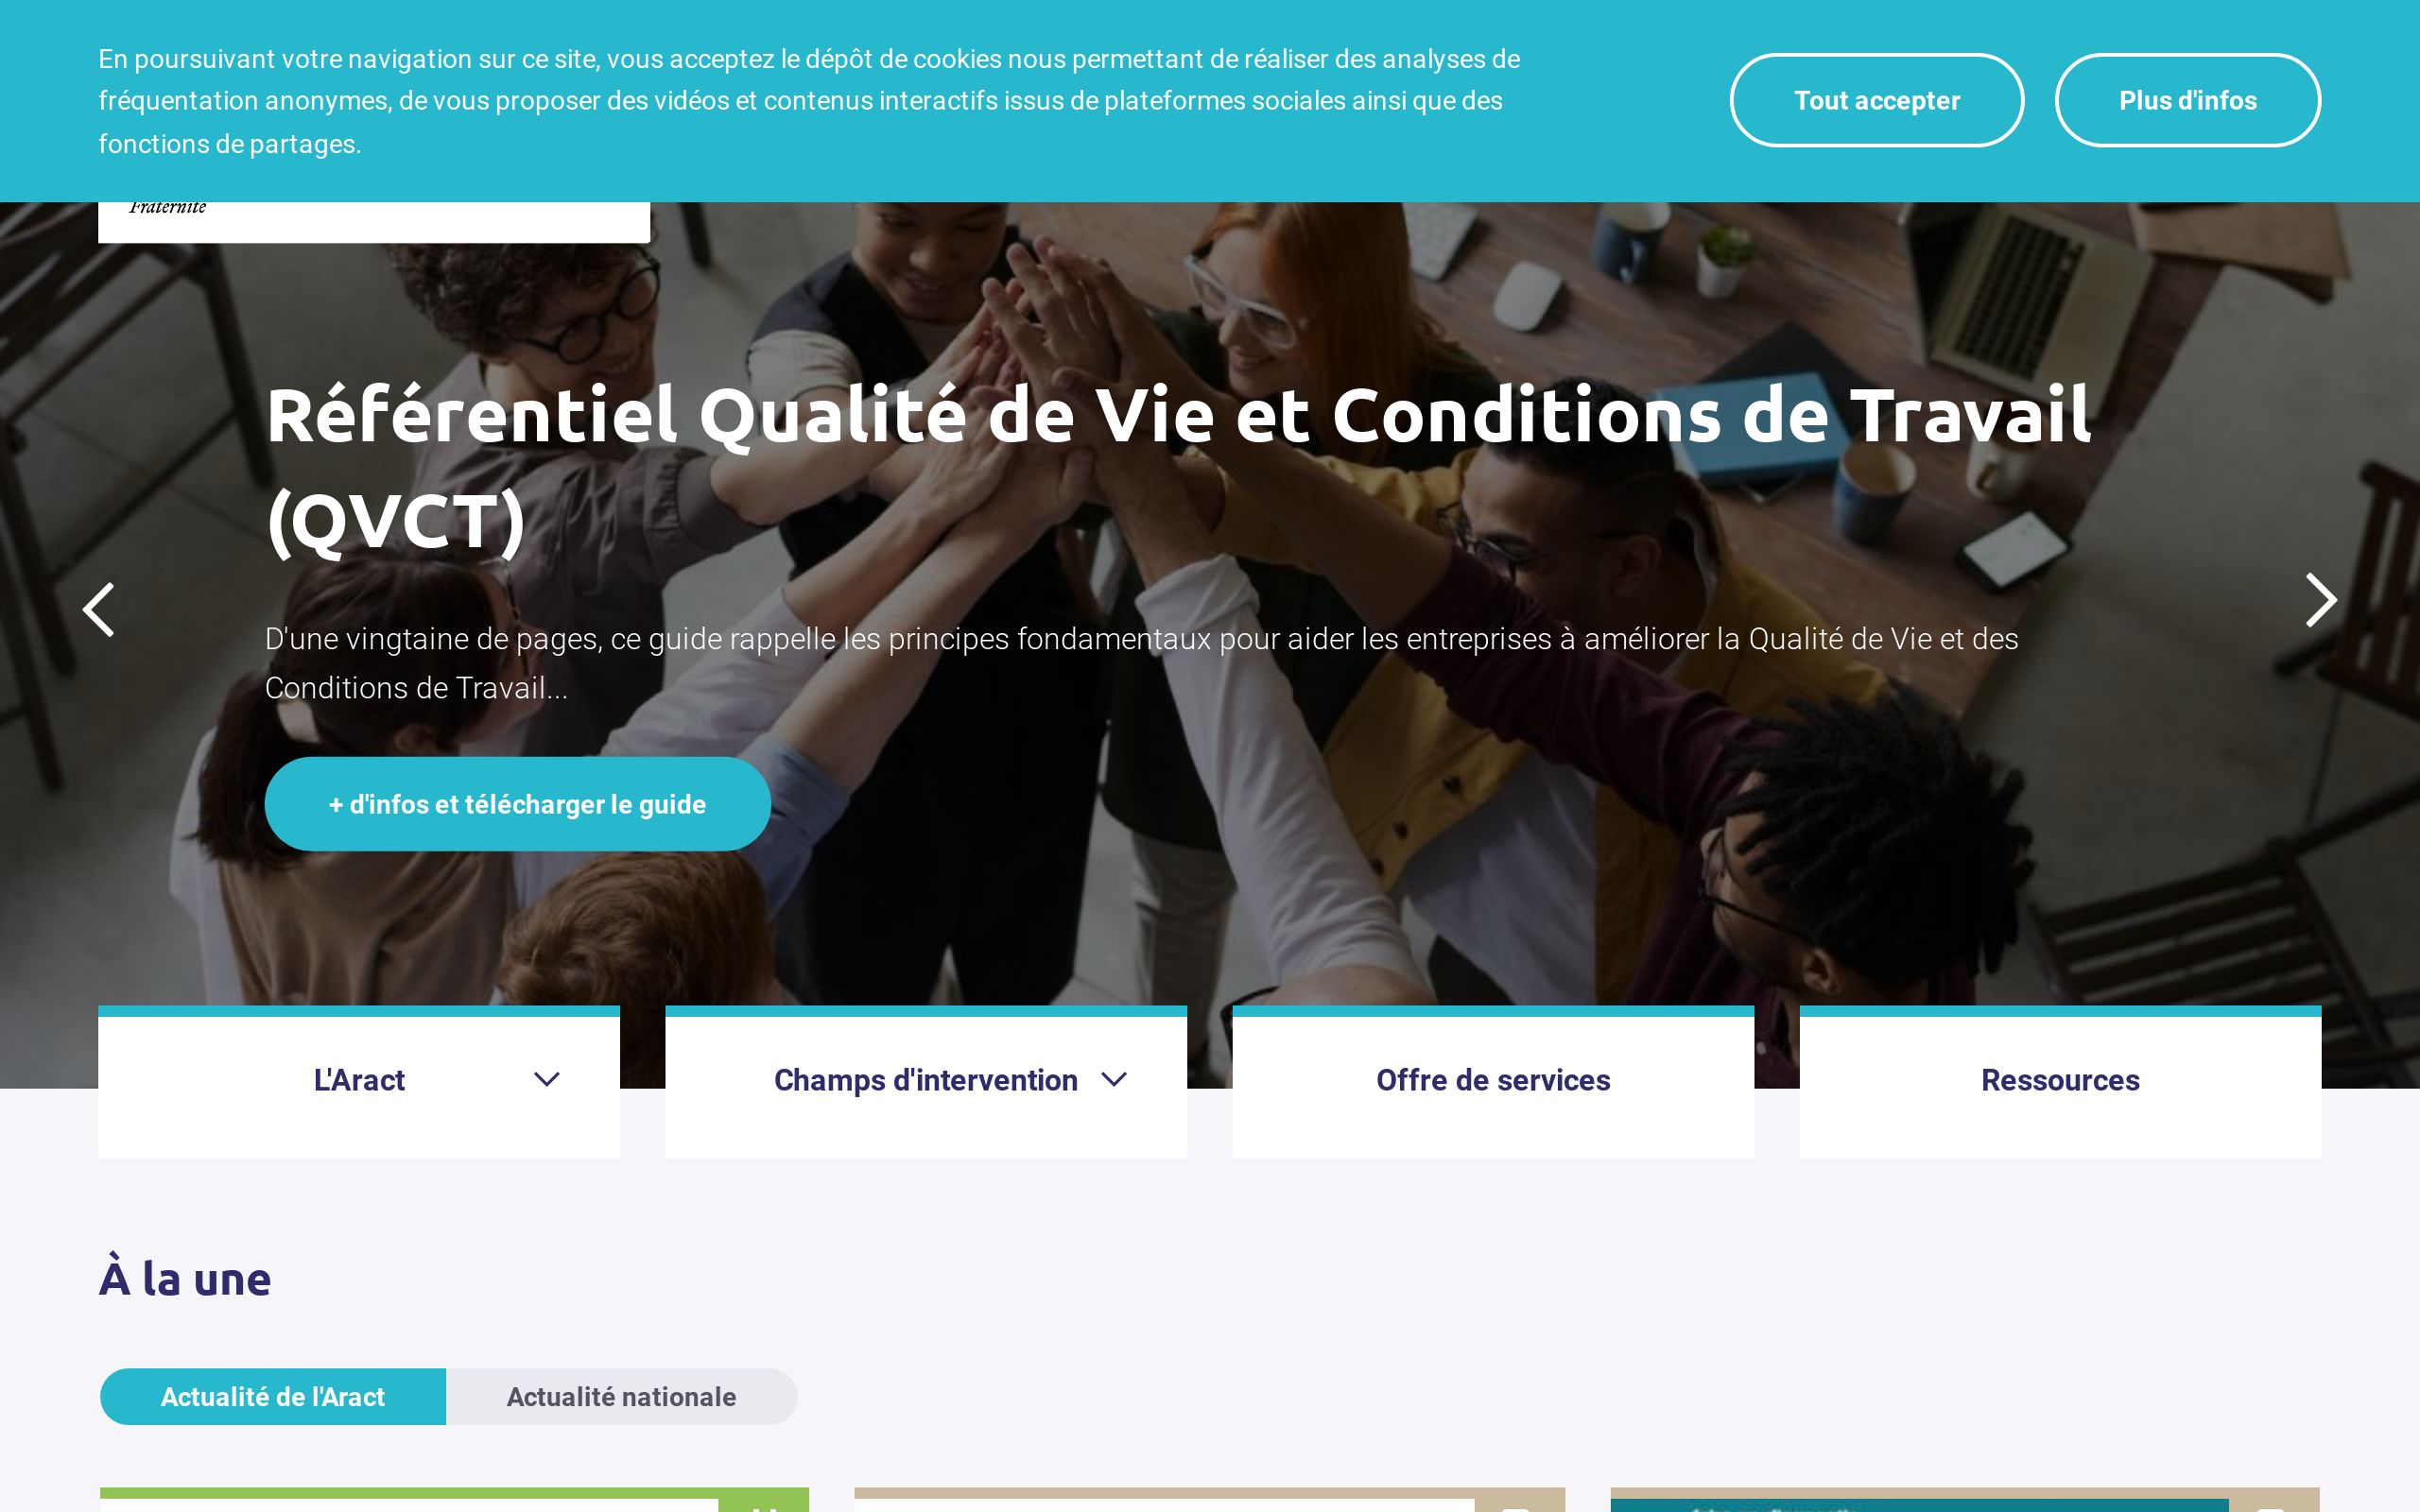 En poursuivant votre navigation sur ce site, vous acceptez le dépôt de cookies nous permettant de réaliser des analyses de
fréquentation anonymes, de vous proposer des vidéos et contenus interactifs issus de plateformes sociales ainsi que des
fonctions de partages.
Tout accepter
Plus d'infos
Fraternité
Référentiel Qualité de Vie et Conditions de Travail
(QVCT)
D'une vingtaine de pages, ce guide rappelle les principes fondamentaux pour aider les entreprises à améliorer la Qualité de Vie et des
Conditions de Travail...
+ d'infos et télécharger le guide
L'Aract
Champs d'intervention
Offre de services
Ressources
À la une
Actualité de l'Aract
Actualité nationale